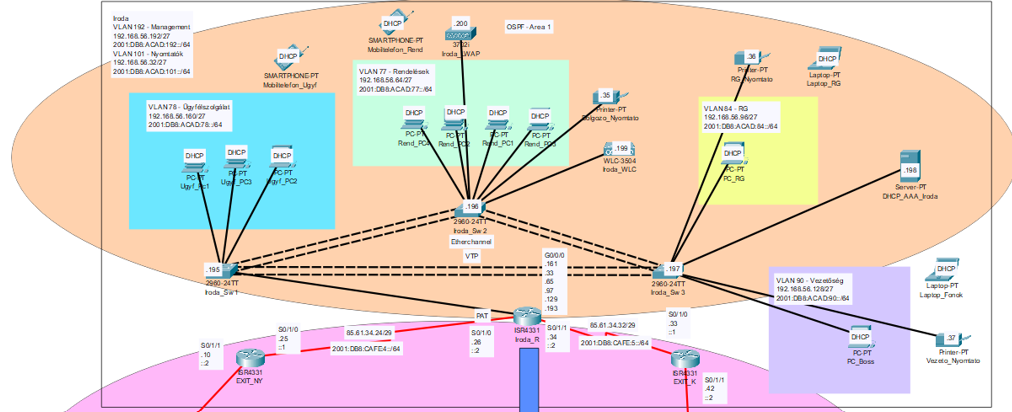 Iroda
VLAN 192 - Management
192.168.56.192/27
2001:DB8:ACAD:192::/64
VLAN 101 - Nyomtatók
192.168.56.32/27
2001:DB8:ACAD:101::/64
DHCP
SMARTPHONE-PT
Mobiltelefon_Ugyf
DHCP
SMARTPHONE-PT
Mobiltelefon_Rend
.200
3702i
Iroda_LWAP
OSPF - Area 1
.36
Printer-PT
RG_Nyomtato
DHCP
Laptop-PT
Laptop_RG
VLAN 78 - Ügyfélszolgálat
192.168.56.160/27
2001:DB8:ACAD:78::/64
DHCP
PC-PT
Ugyf_Pc1
DHCP
PC-PT
Ugyf_PC3
DHCP
PC-PT
Ugyf_PC2
VLAN 77 - Rendelések
192.168.56.64/27
2001:DB8:ACAD:77::/64
DHCP
PC-PT
Rend_PC4
DHCP
PC-PT
Rend_PC2
DHCP
PC-PT
Rend_PC1
DHCP
PC-PT
.35
Printer-PT
Dolgozo_Nyomtato
.199
WLC-3504
Iroda_WLC
VLAN 84 - RG
192.168.56.96/27
2001:DB8:ACAD:84::/64
DHCP
PC-PT
PC_RG
.198
Server-PT
DHCP_AAA_Iroda
.196
2960-24TT
Iroda_Sw2
Etherchannel
VTP
.195
2960-24TT
Iroda_Sw1
.197
2960-24TT
Iroda_Sw3
G0/0/0
.161
.33
.65
.97
.129
.193
VLAN 90 - Vezetőség
192.168.56.128/27
2001:DB8:ACAD:90::/64
DHCP
Laptop-PT
Laptop_Fonok
DHCP
PC-PT
PC_Boss
.37
Printer-PT
Vezeto_Nyomtato
PAT
ISR4331
Iroda_R
S0/1/0
.25
::1
85.61.34.24/29
2001:DB8:CAFE:4::/64
S0/1/0
.26
::2
S0/1/1
.34
::2
85.61.34.32/29
2001:DB8:CAFE:5::/64
S0/1/0
.33
::1
S0/1/1
.10
::2
ISR4331
EXIT_NY
ISR4331
EXIT_K
S0/1/1
.42
::2